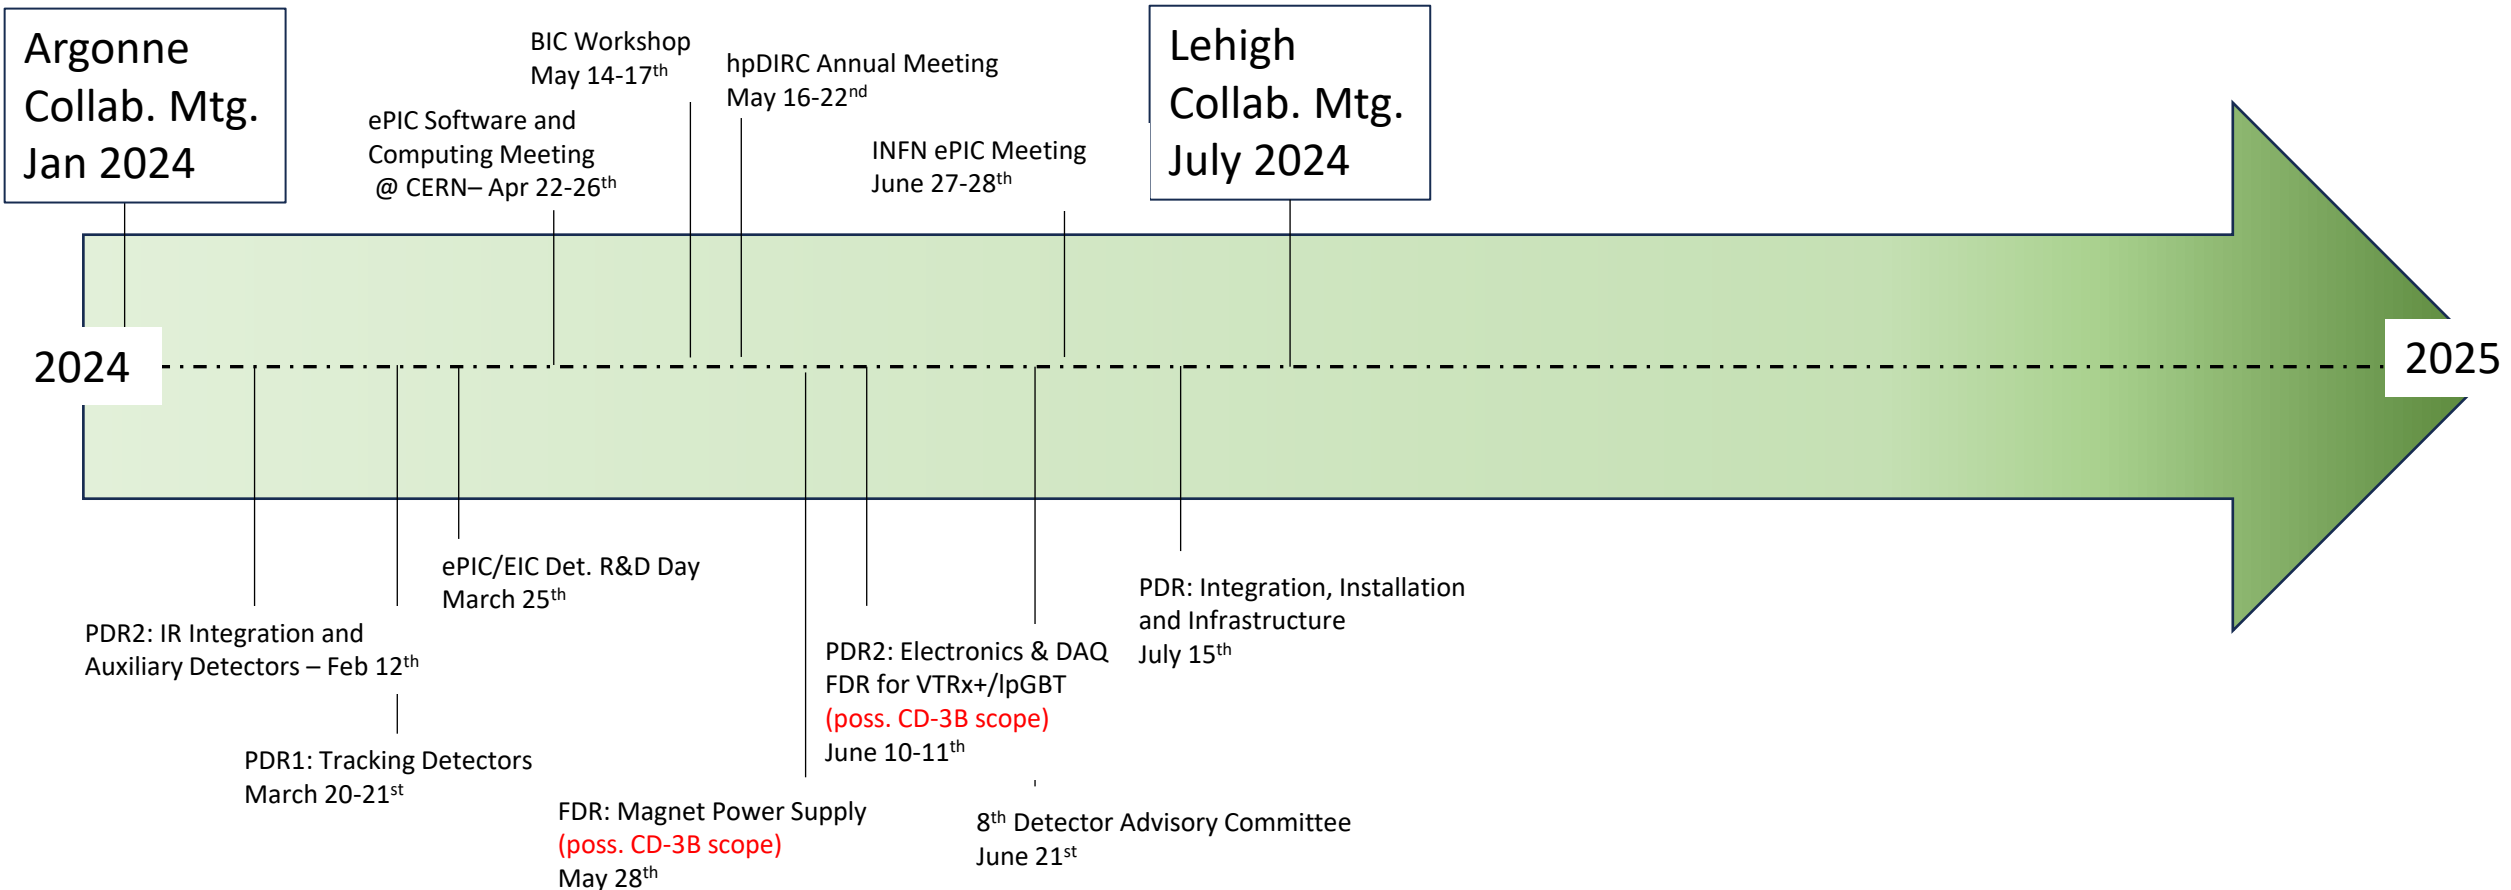 Argonne
Collab. Mtg.
Jan 2024
ePIC Software and
Computing Meeting
@ CERN– Apr 22-26th
BIC Workshop
May 14-17th
hpDIRC Annual Meeting
May 16-22nd
INFN ePIC Meeting
June 27-28th
Lehigh
Collab. Mtg.
July 2024
2024
2025
PDR2: IR Integration and
Auxiliary Detectors – Feb 12th
PDR1: Tracking Detectors
March 20-21st
ePIC/EIC Det. R&D Day
March 25th
FDR: Magnet Power Supply
(poss. CD-3B scope)
May 28th
PDR2: Electronics & DAQ
FDR for VTRx+/lpGBT
(poss. CD-3B scope)
June 10-11th
8th Detector Advisory Committee
June 21st
PDR: Integration, Installation
and Infrastructure
July 15th